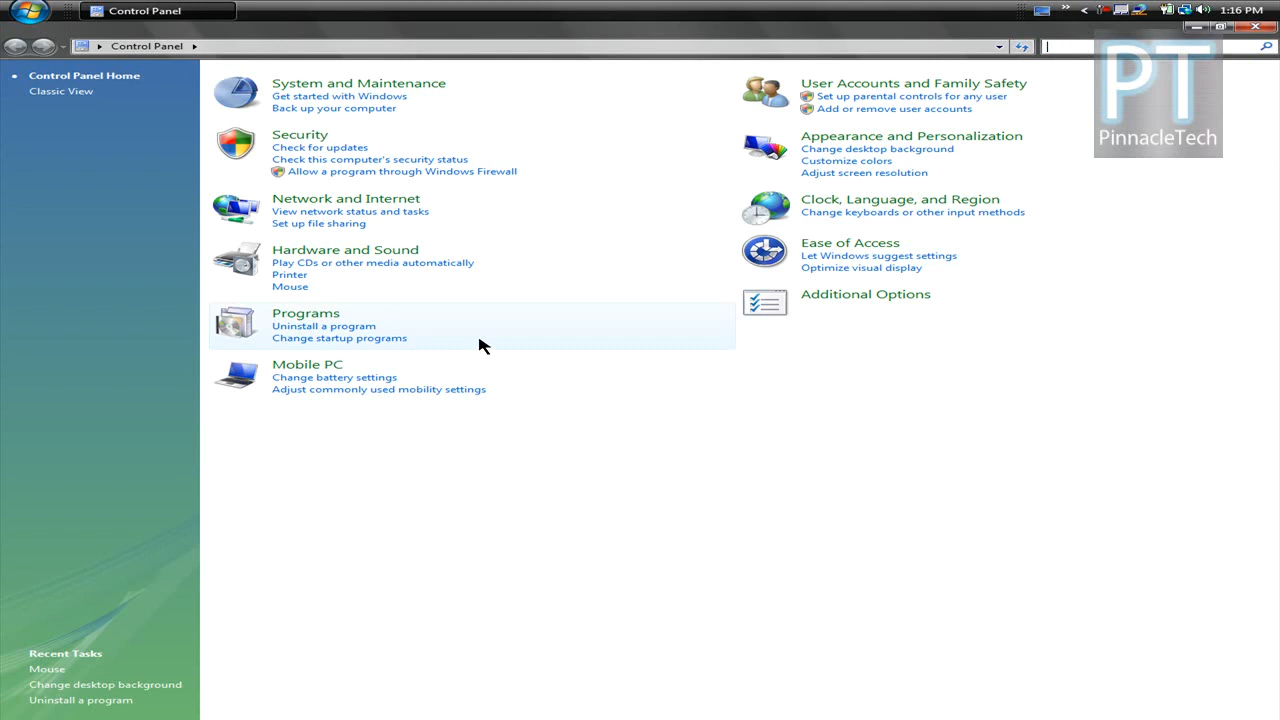 Control Panel
1:16 PM
Control Panel
Control Panel Home
Classic View
System and Maintenance
Get started with Windows
Back up your computer
Security
Check for updates
Check this computer's security status
Allow a program through Windows Firewall
Network and Internet
View network status and tasks
Set up file sharing
Hardware and Sound
Play CDs or other media automatically
Printer
Mouse
Programs
Uninstall a program
Change startup programs
Mobile PC
Change battery settings
Adjust commonly used mobility settings
User Accounts and Family Safety
Set up parental controls for any user
Add or remove user accounts
Appearance and Personalization
Change desktop background
Customize colors
Adjust screen resolution
Clock, Language, and Region
Change keyboards or other input methods
Ease of Access
Let Windows suggest settings
Optimize visual display
Additional Options
PT
PinnacleTech
Recent Tasks
Mouse
Change desktop background
Uninstall a program